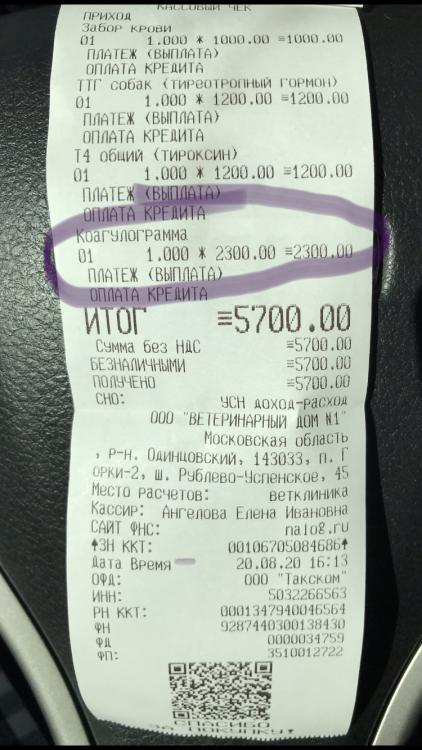 КАССОВЫЙ ЧЕК
ПРИХОД
Забор крови
01 1.000 * 1000.00 =1000.00
ПЛАТЕЖ (ВЫПЛАТА)
ОПЛАТА КРЕДИТА
ТТГ собак (тиреотропный гормон)
01 1.000 * 1200.00 =1200.00
ПЛАТЕЖ (ВЫПЛАТА)
ОПЛАТА КРЕДИТА
Т4 общий (тироксин)
01 1.000 * 1200.00 =1200.00
ПЛАТЕЖ (ВЫПЛАТА)
ОПЛАТА КРЕДИТА
Коагулограмма
01 1.000 * 2300.00 =2300.00
ПЛАТЕЖ (ВЫПЛАТА)
ОПЛАТА КРЕДИТА
ИТОГ =5700.00
Сумма без НДС =5700.00
БЕЗНАЛИЧНЫМИ =5700.00
ПОЛУЧЕНО =5700.00
СНО: УСН доход-расход
ООО "ВЕТЕРИНАРНЫЙ ДОМ №1"
Московская область
, Р-Н. Одинцовский, 143033, п. Г
орки-2, ш. Рублево-Успенское, 45
Место расчетов: ветклиника
Кассир: Ангелова Елена Ивановна
САЙТ ФНС: nalog.ru
ЗН ККТ: 00106705084686
Дата Время 20.08.20 16:13
ОФД: ООО "Такском"
ИНН: 5032266563
РН ККТ: 0001347940046564
ФН 9287440300138430
ФД 0000034759
ФП: 3510012722
СПАСИБО
ЗА ПОКУПКУ!